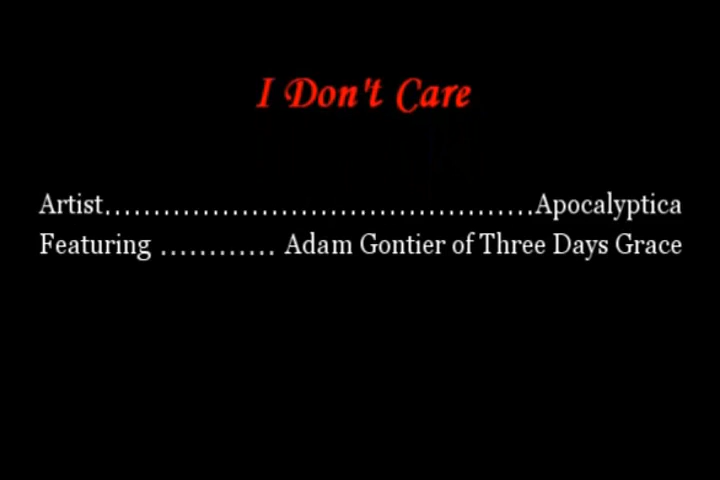 I Don't Care
Artist............................................Apocalyptica
Featuring ............ Adam Gontier of Three Days Grace